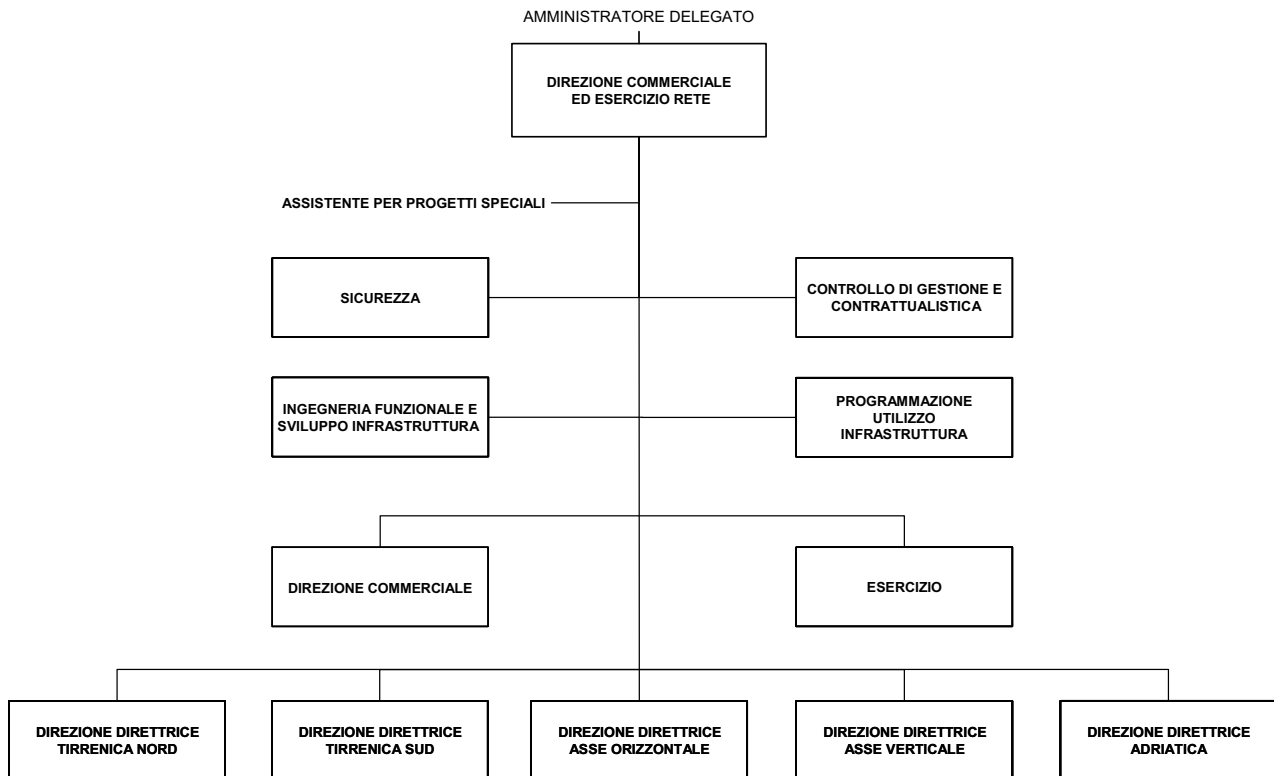 AMMINISTRATORE DELEGATO
DIREZIONE COMMERCIALE
ED ESERCIZIO RETE
ASSISTENTE PER PROGETTI SPECIALI
SICUREZZA
CONTROLLO DI GESTIONE E
CONTRATTUALISTICA
INGEGNERIA FUNZIONALE E
SVILUPPO INFRASTRUTTURA
PROGRAMMAZIONE
UTILIZZO
INFRASTRUTTURA
DIREZIONE COMMERCIALE
ESERCIZIO
DIREZIONE DIRETTRICE
TIRRENICA NORD
DIREZIONE DIRETTRICE
TIRRENICA SUD
DIREZIONE DIRETTRICE
ASSE ORIZZONTALE
DIREZIONE DIRETTRICE
ASSE VERTICALE
DIREZIONE DIRETTRICE
ADRIATICA